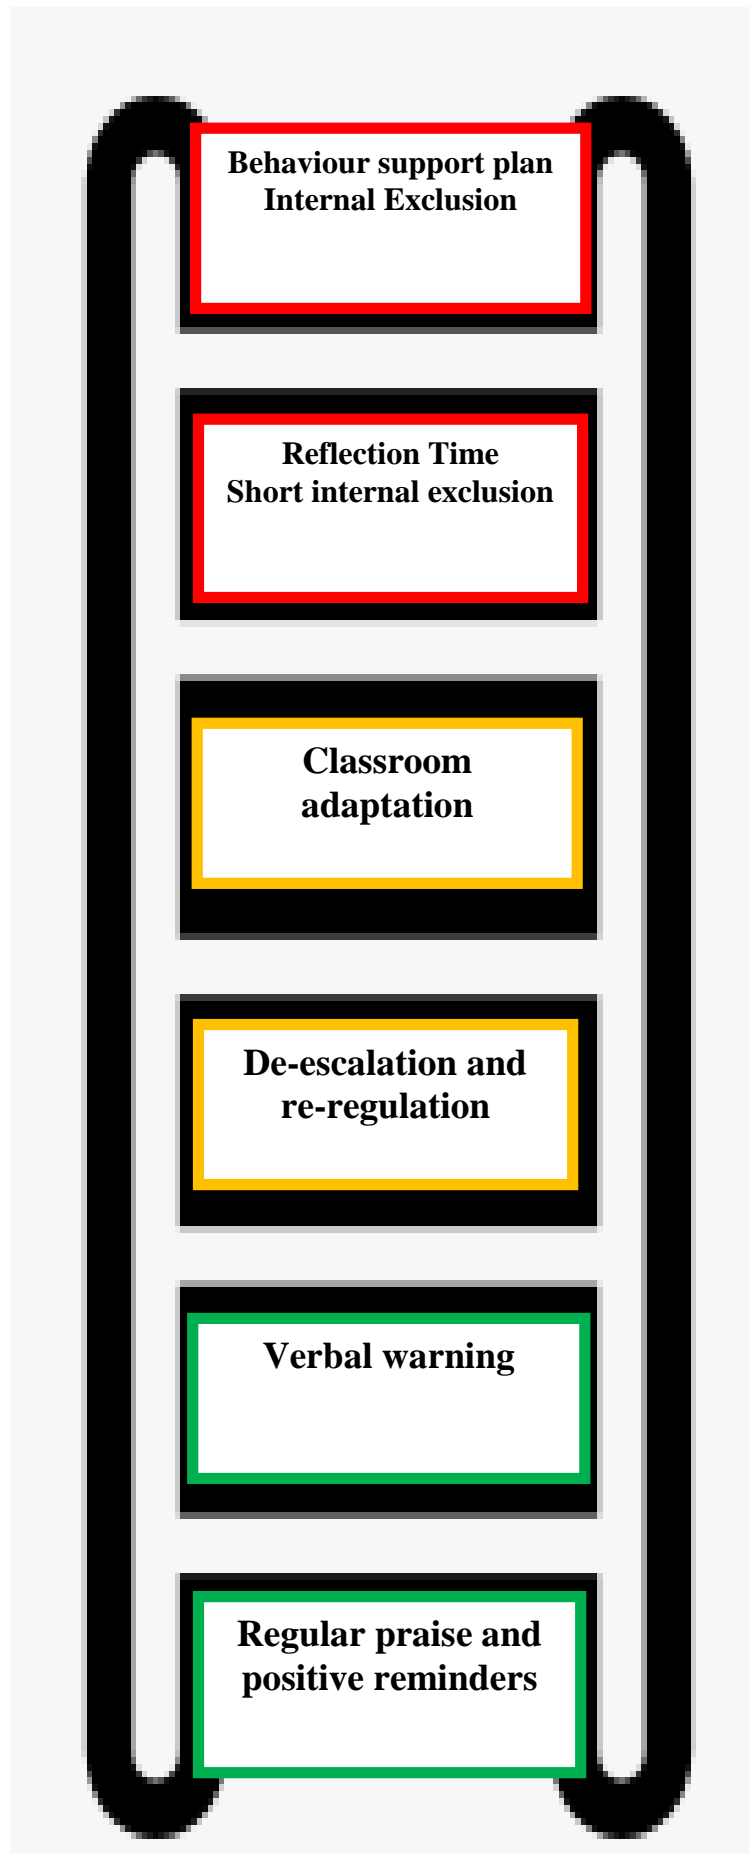 Behaviour support plan
Internal Exclusion
Reflection Time
Short internal exclusion
Classroom
adaptation
De-escalation and
re-regulation
Verbal warning
Regular praise and
positive reminders